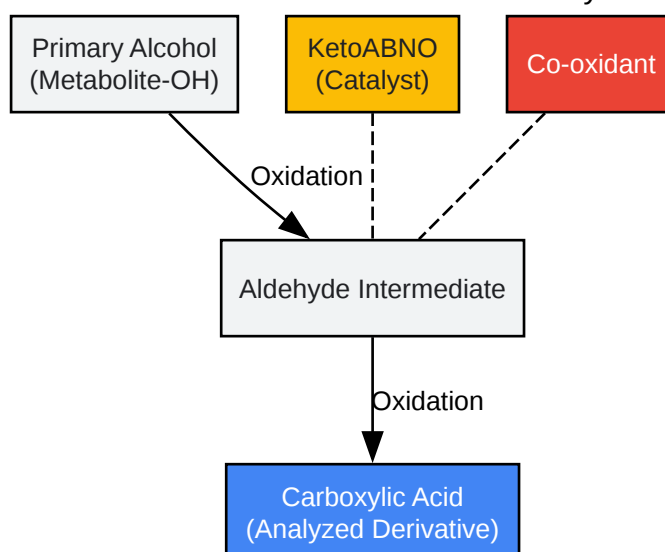 Primary Alcohol
(Metabolite-OH)
KetoABNO
(Catalyst)
Co-oxidant
Oxidation
Aldehyde Intermediate
Oxidation
Carboxylic Acid
(Analyzed Derivative)